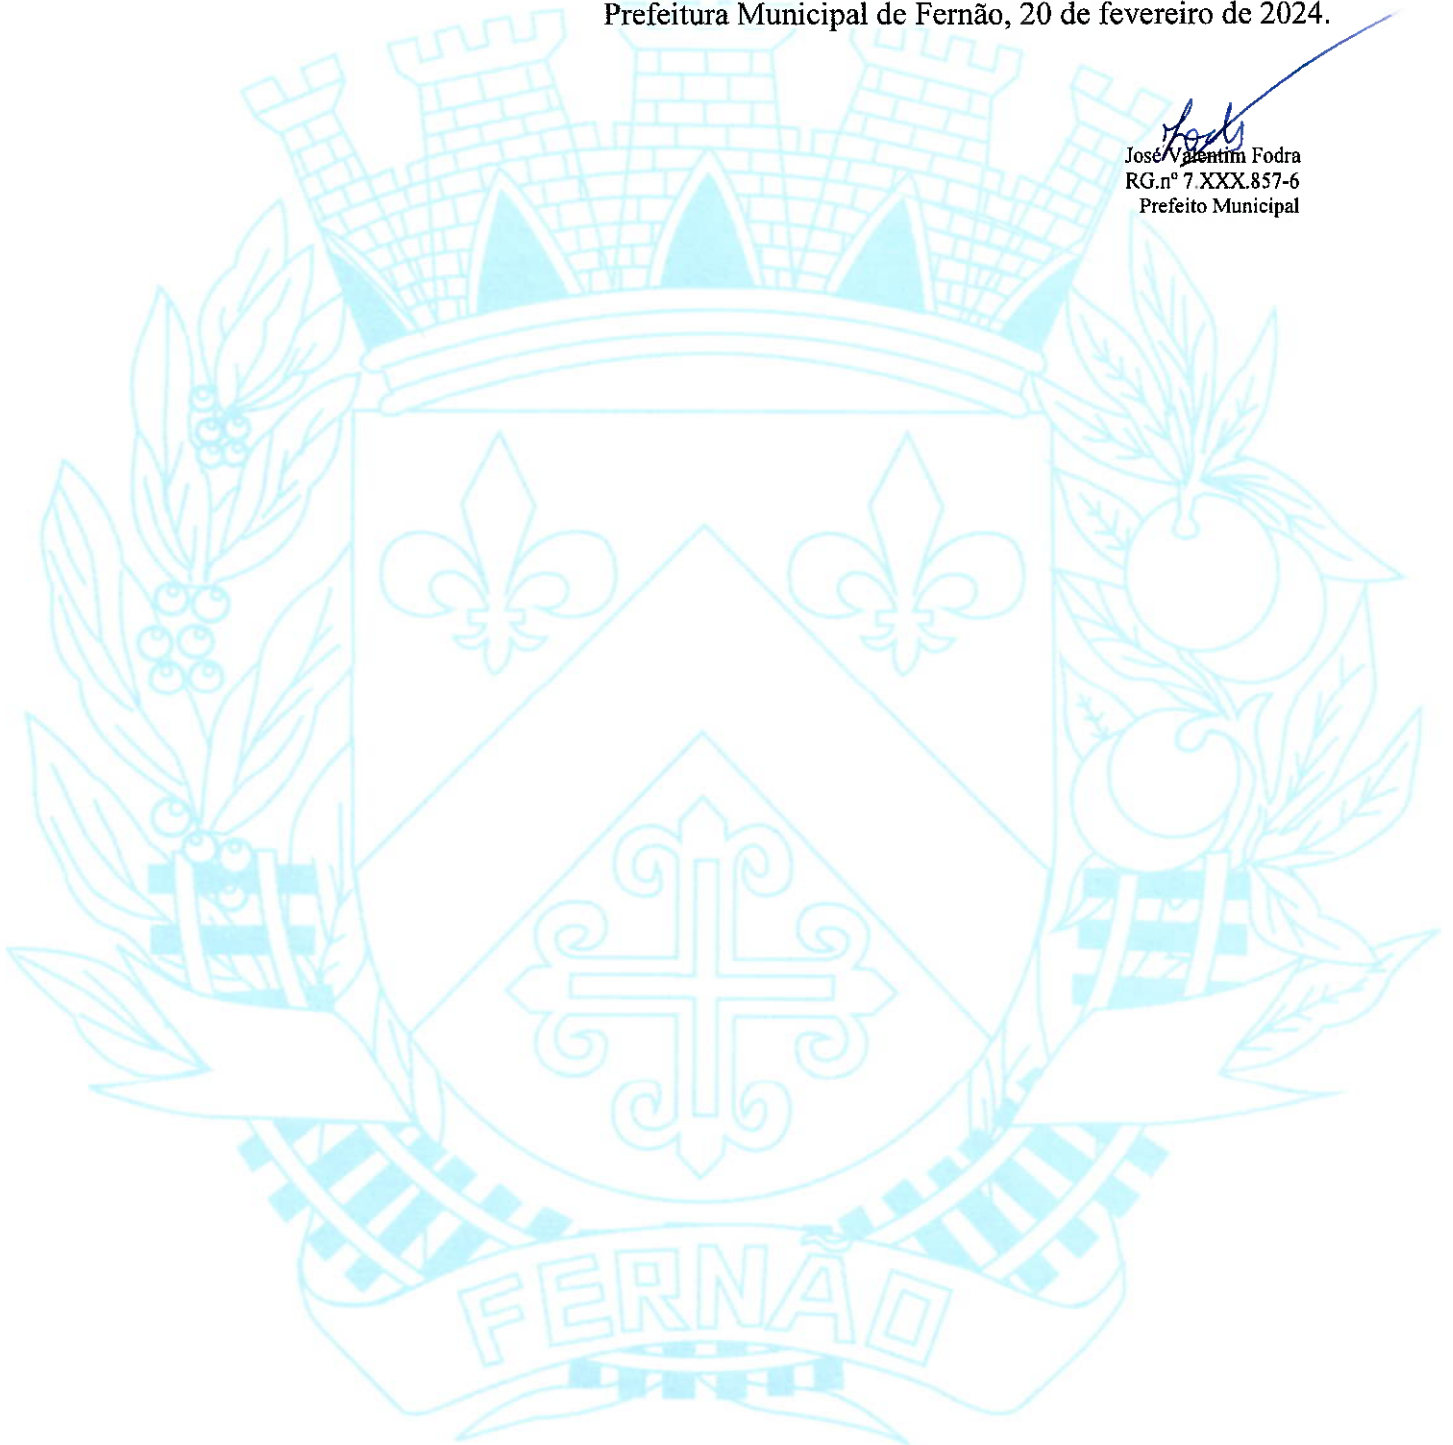 Prefeitura Municipal de Fernão, 20 de fevereiro de 2024.
José Valentim Fodra
RG.nº 7.XXX.857-6
Prefeito Municipal
FERNÃO